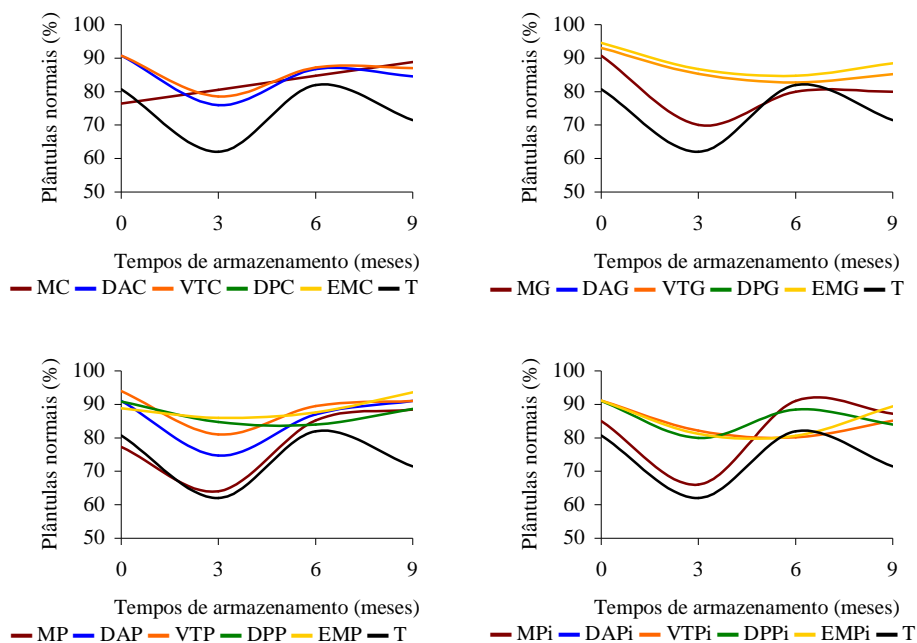 Plântulas normais (%)
100
90
80
70
60
50
0 3 6 9
Tempos de armazenamento (meses)
MC DAC VTC DPC EMC T
Plântulas normais (%)
100
90
80
70
60
50
0 3 6 9
Tempos de armazenamento (meses)
MG DAG VTG DPG EMG T
Plântulas normais (%)
100
90
80
70
60
50
0 3 6 9
Tempos de armazenamento (meses)
MP DAP VTP DPP EMP T
Plântulas normais (%)
100
90
80
70
60
50
0 3 6 9
Tempos de armazenamento (meses)
MPi DAPi VTPi DPPi EMPi T